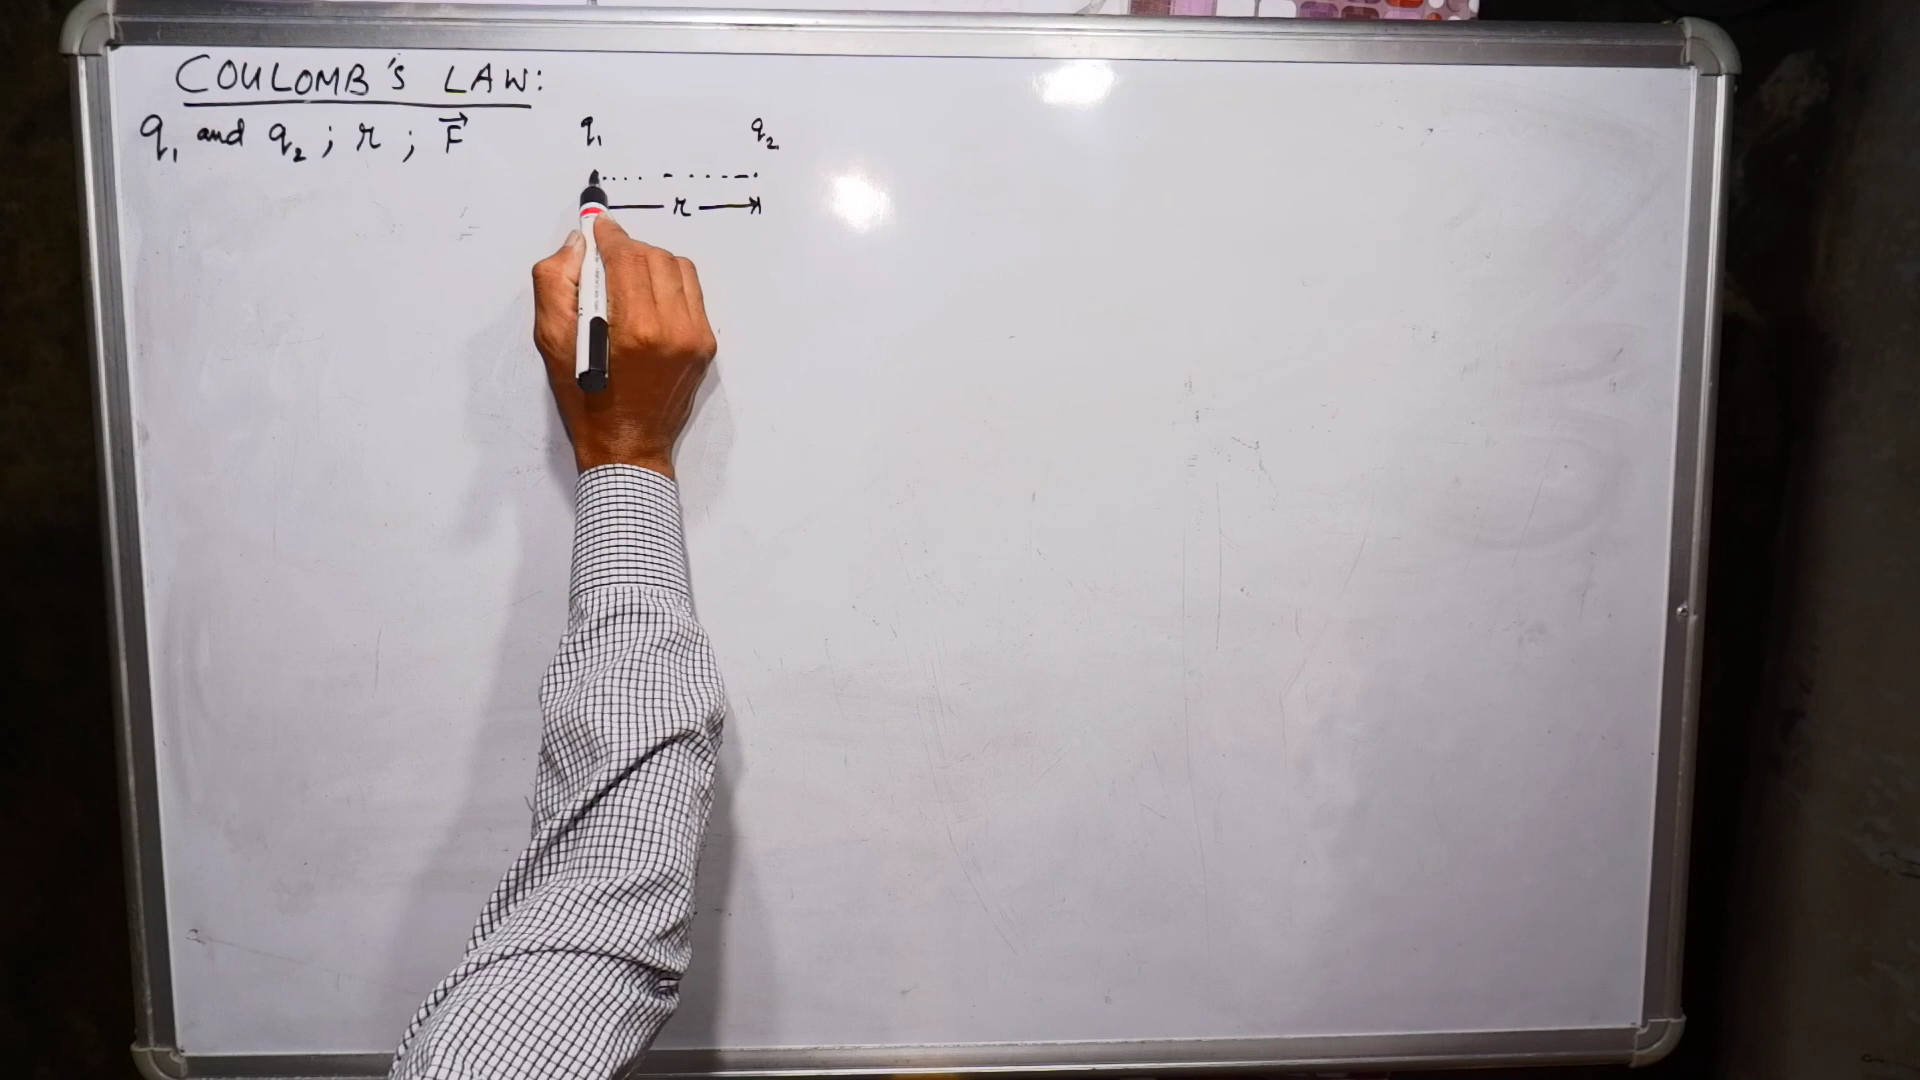 COULOMB'S LAW:
q₁ and q₂ ; r ; F⃗
q₁ q₂
r